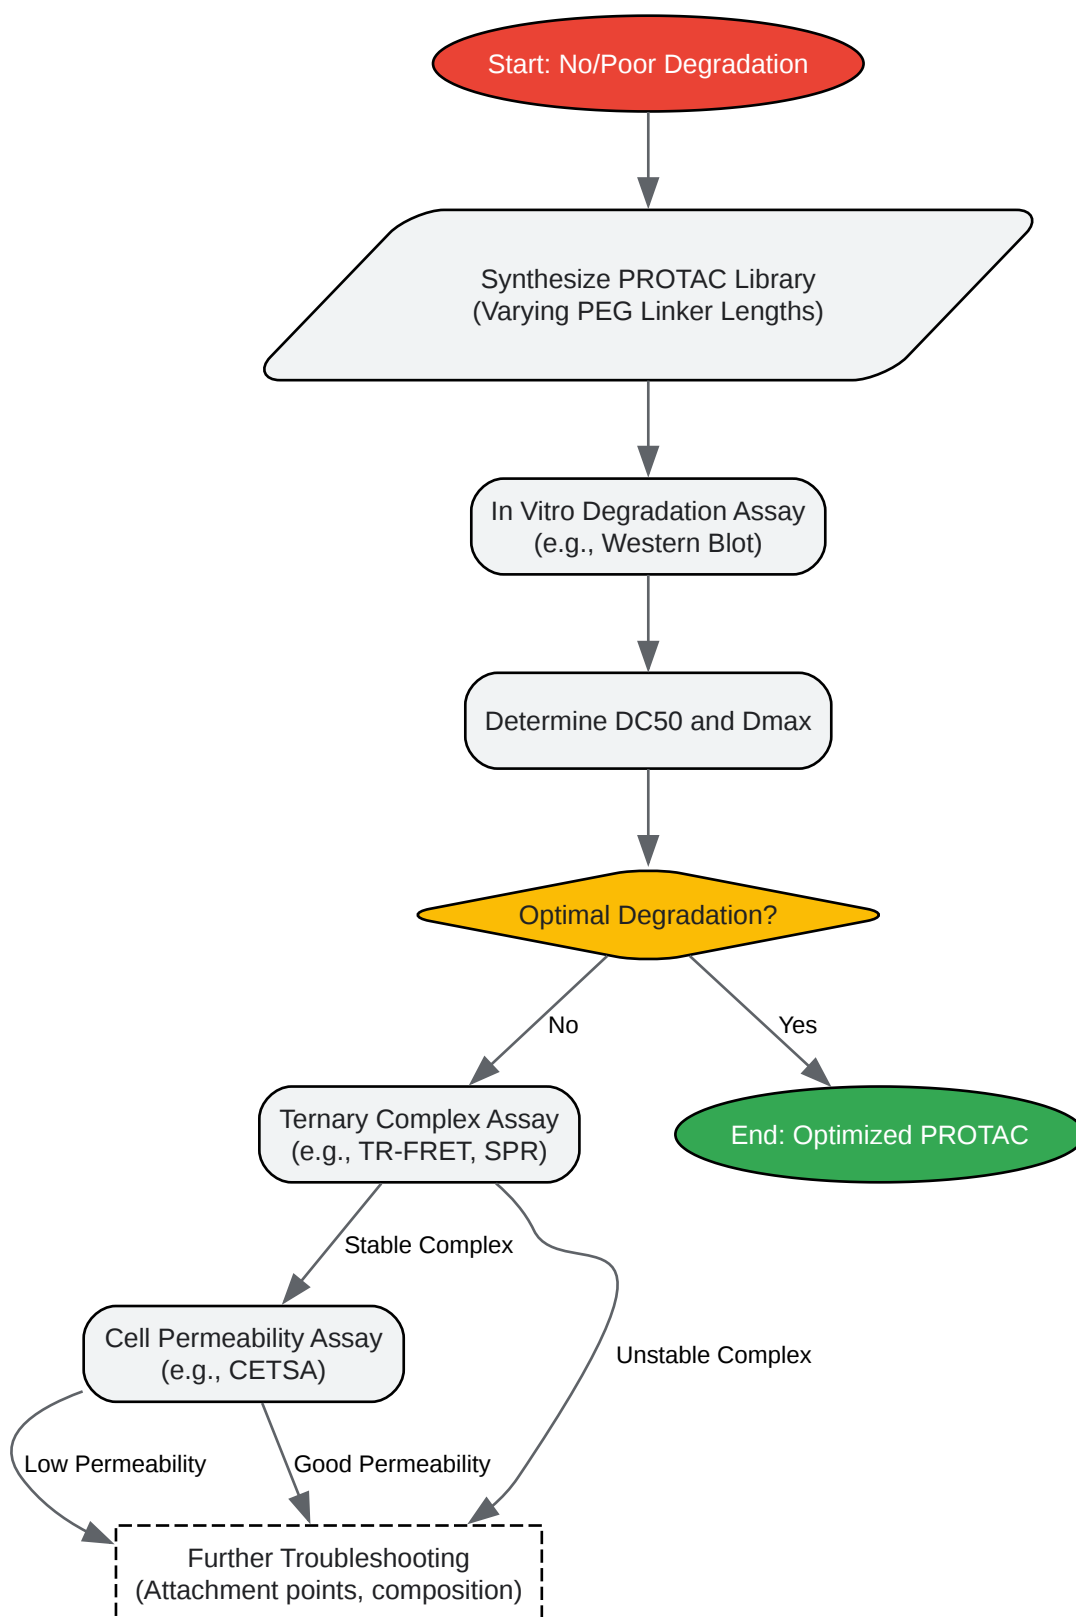 Start: No/Poor Degradation
Synthesize PROTAC Library
(Varying PEG Linker Lengths)
In Vitro Degradation Assay
(e.g., Western Blot)
Determine DC50 and Dmax
Optimal Degradation?
No
Yes
Ternary Complex Assay
(e.g., TR-FRET, SPR)
End: Optimized PROTAC
Stable Complex
Cell Permeability Assay
(e.g., CETSA)
Unstable Complex
Low Permeability
Good Permeability
Further Troubleshooting
(Attachment points, composition)